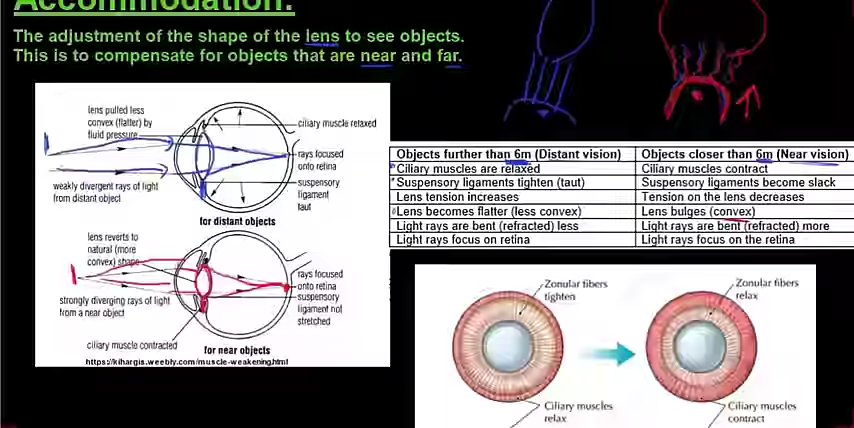 Accommodation:
The adjustment of the shape of the lens to see objects.
This is to compensate for objects that are near and far.
lens pulled less
convex (flatter) by
fluid pressure
ciliary muscle relaxed
rays focused
onto retina
weakly divergent rays of light
from distant object
suspensory
ligament
taut
for distant objects
lens reverts to
natural (more
convex) shape
rays focused
onto retina
suspensory
ligament not
stretched
strongly diverging rays of light
from a near object
ciliary muscle contracted
for near objects
https://kihargis.weebly.com/muscle-weakening.html
Objects further than 6m (Distant vision) Objects closer than 6m (Near vision)
Ciliary muscles are relaxed Ciliary muscles contract
Suspensory ligaments tighten (taut) Suspensory ligaments become slack
Lens tension increases Tension on the lens decreases
Lens becomes flatter (less convex) Lens bulges (convex)
Light rays are bent (refracted) less Light rays are bent (refracted) more
Light rays focus on retina Light rays focus on the retina
Zonular fibers
tighten
Zonular fibers
relax
Ciliary muscles
relax
Ciliary muscles
contract